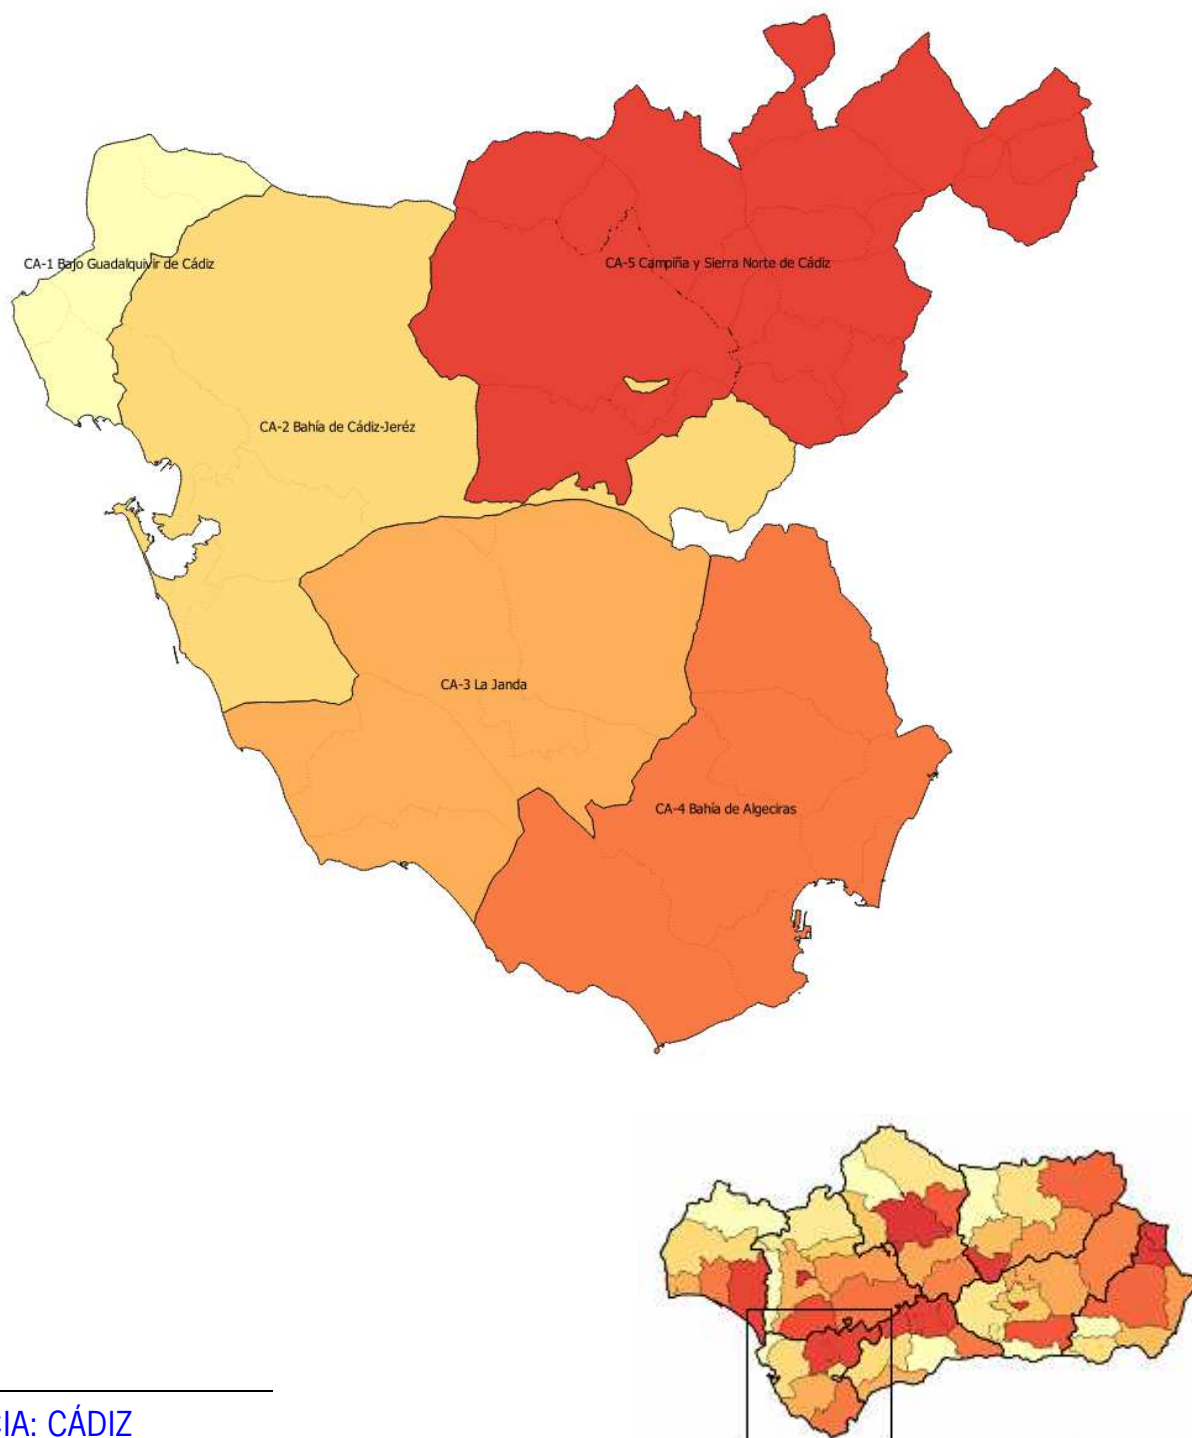 CA-1 Bajo Guadalquivir de Cádiz
CA-5 Campiña y Sierra Norte de Cádiz
CA-2 Bahía de Cádiz-Jeréz
CA-3 La Janda
CA-4 Bahía de Algeciras
CIA: CÁDIZ